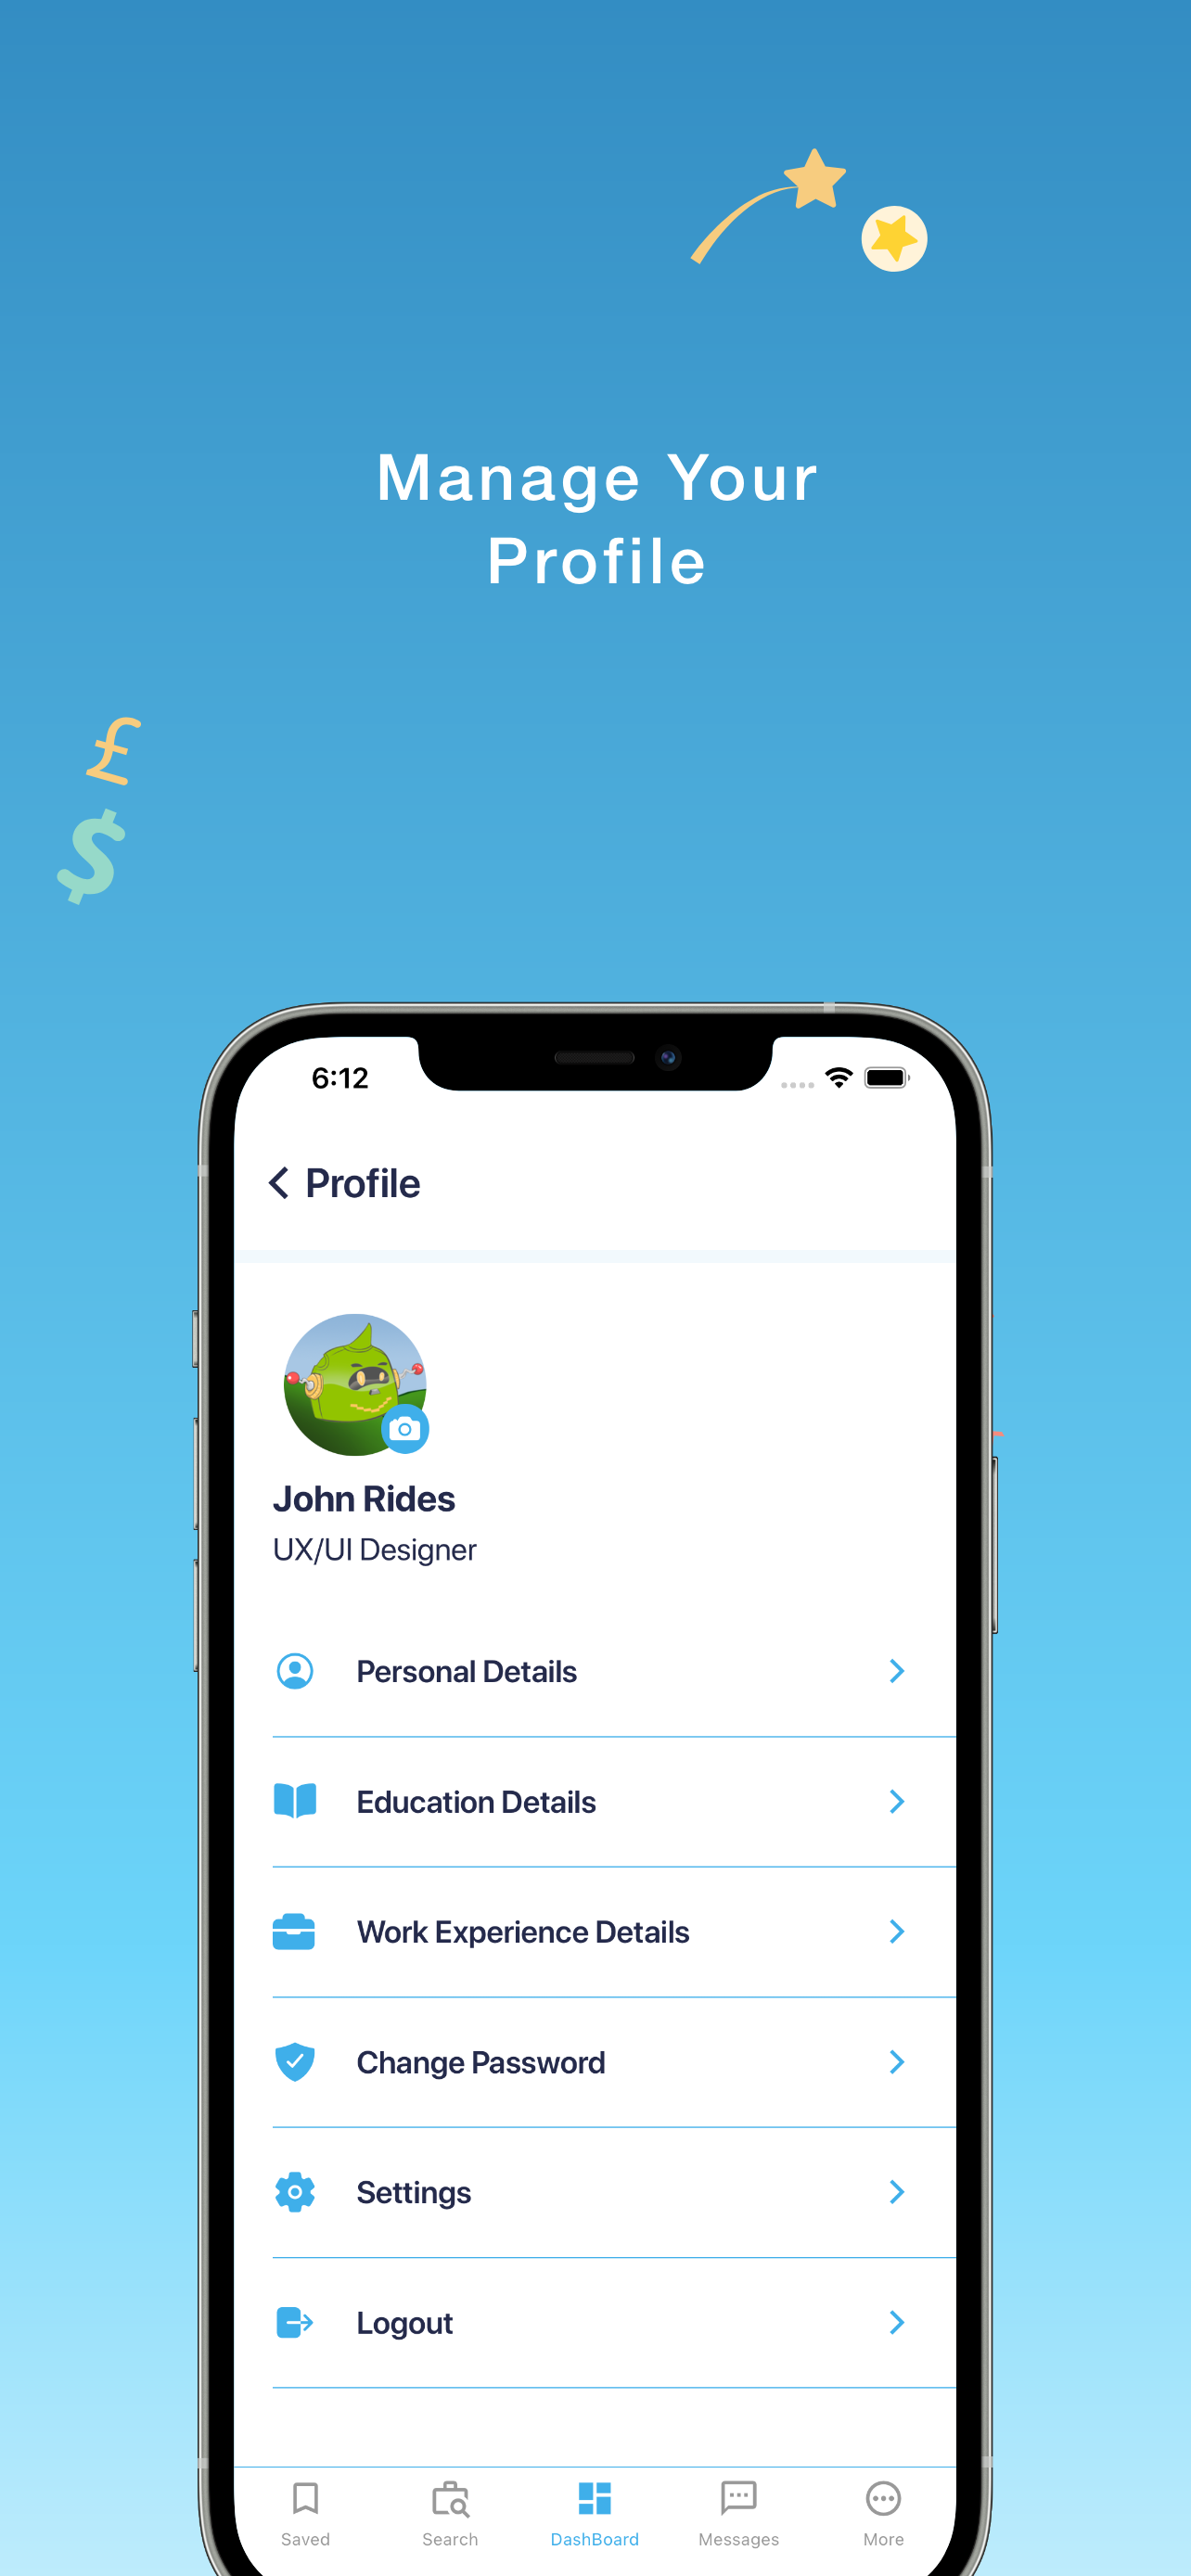 Manage Your
Profile
£
$
6:12
Profile
John Rides
UX/UI Designer
Personal Details
Education Details
Work Experience Details
Change Password
Settings
Logout
Saved
Search
DashBoard
Messages
More